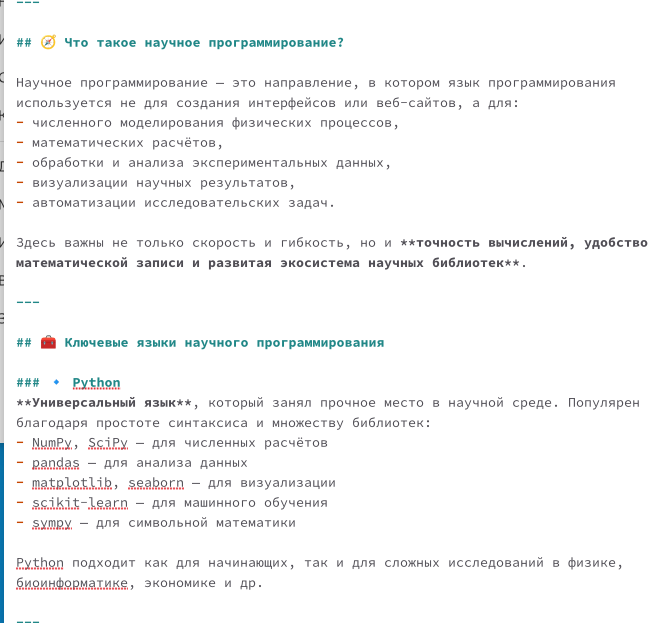 ---
## 🧭 Что такое научное программирование?
Научное программирование — это направление, в котором язык программирования
используется не для создания интерфейсов или веб-сайтов, а для:
- численного моделирования физических процессов,
- математических расчётов,
- обработки и анализа экспериментальных данных,
- визуализации научных результатов,
- автоматизации исследовательских задач.
Здесь важны не только скорость и гибкость, но и **точность вычислений, удобство
математической записи и развитая экосистема научных библиотек**.
---
## 🧰 Ключевые языки научного программирования
### 🔹 Python
**Универсальный язык**, который занял прочное место в научной среде. Популярен
благодаря простоте синтаксиса и множеству библиотек:
- NumPy, SciPy — для численных расчётов
- pandas — для анализа данных
- matplotlib, seaborn — для визуализации
- scikit-learn — для машинного обучения
- sympy — для символьной математики
Python подходит как для начинающих, так и для сложных исследований в физике,
биоинформатике, экономике и др.
---